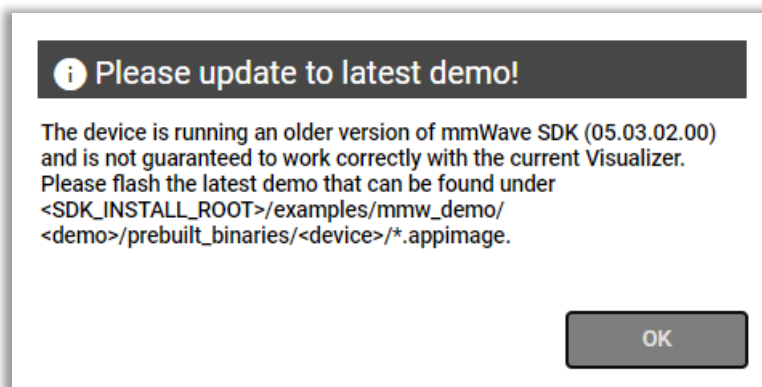 Please update to latest demo!
The device is running an older version of mmWave SDK (05.03.02.00)
and is not guaranteed to work correctly with the current Visualizer.
Please flash the latest demo that can be found under
<SDK_INSTALL_ROOT>/examples/mmw_demo/
<demo>/prebuilt_binaries/<device>/*.appimage.
OK